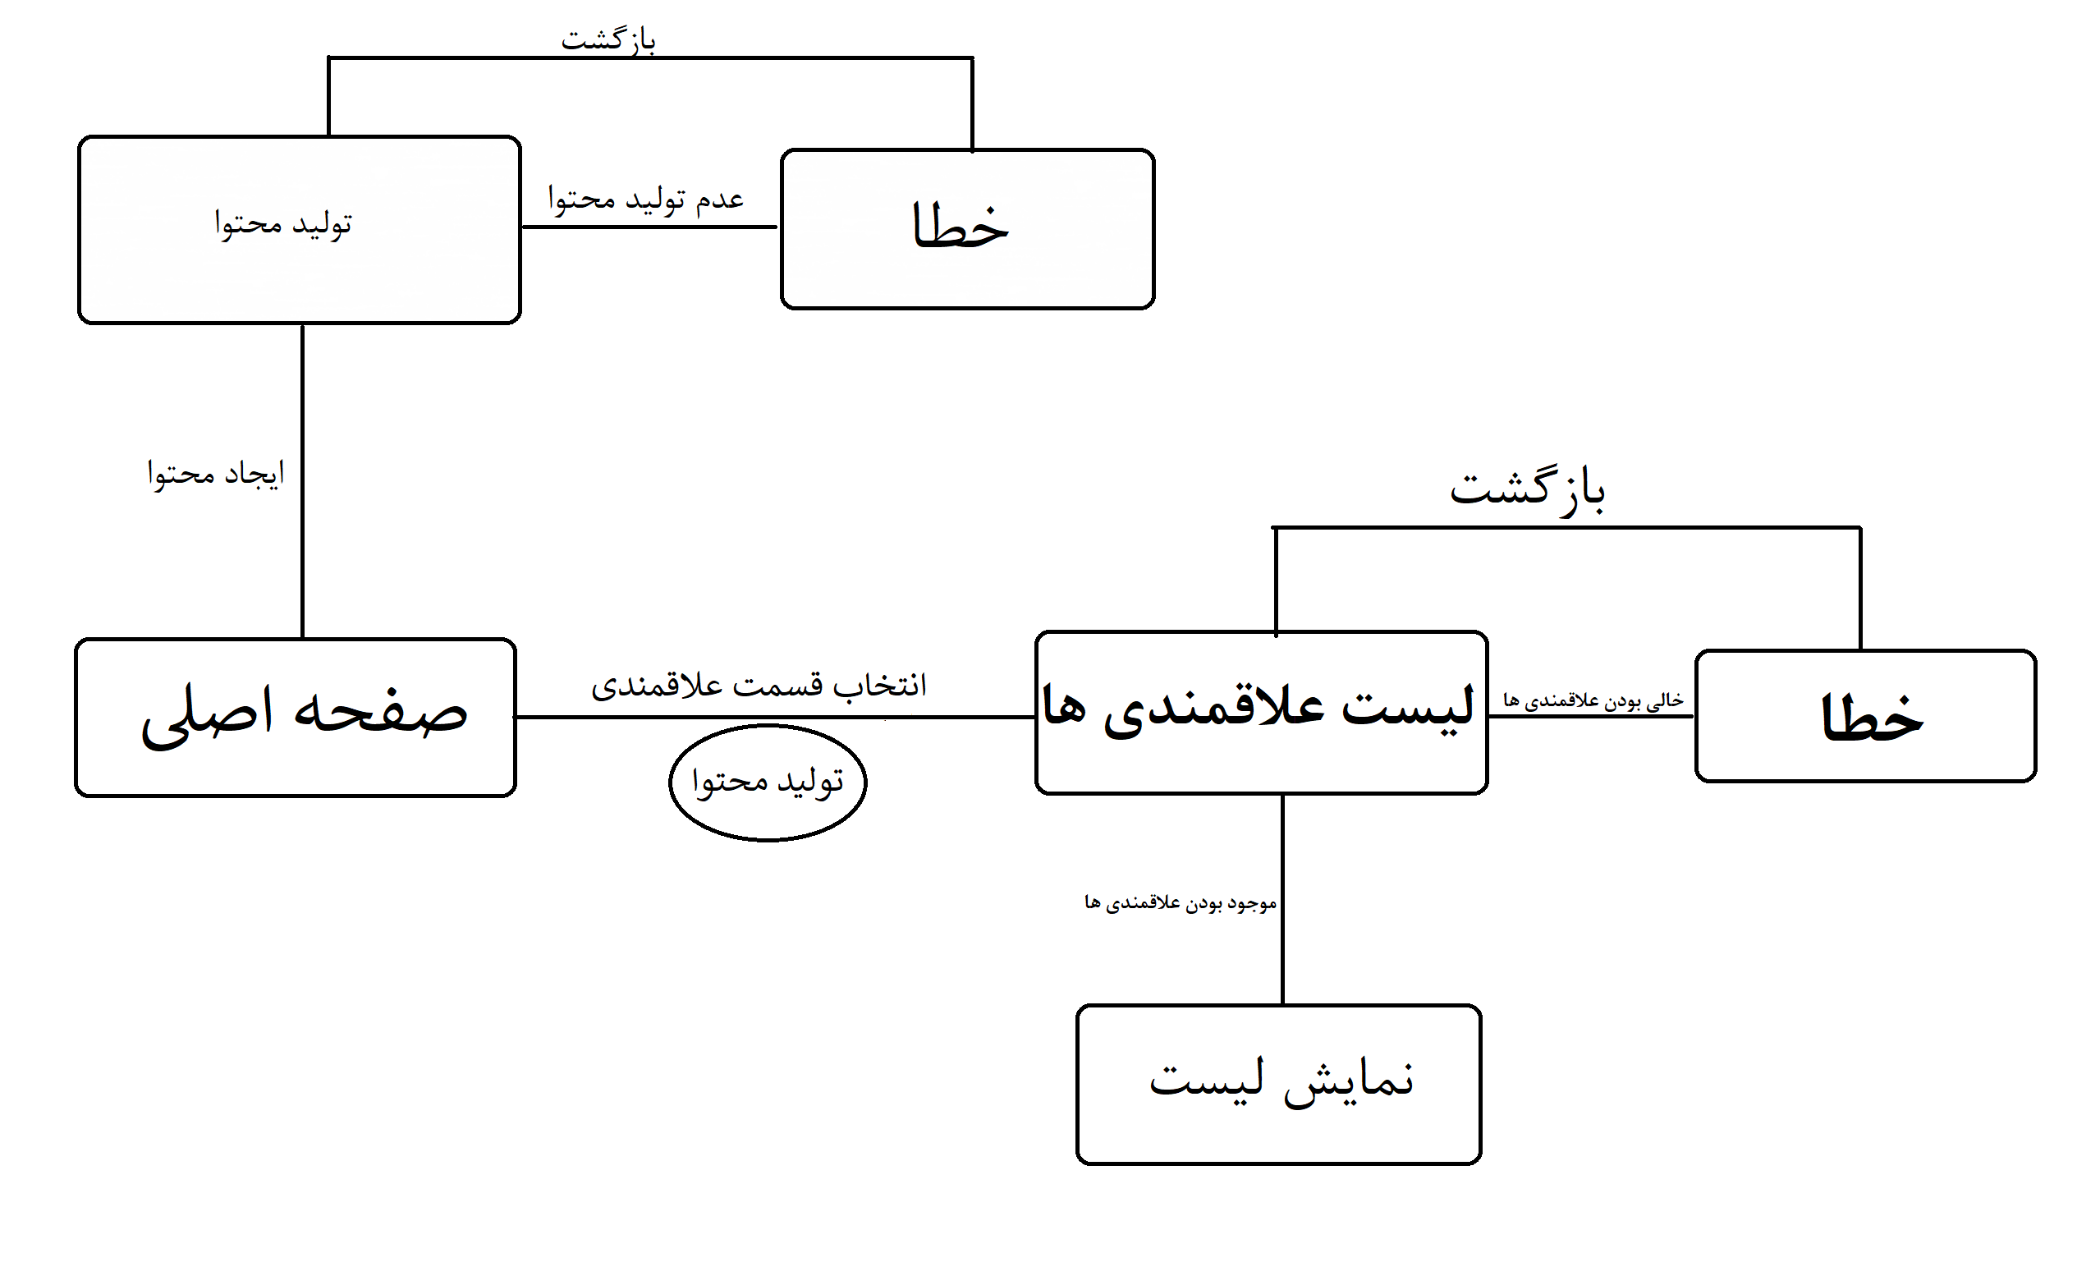 بازگشت
تولید محتوا
عدم تولید محتوا
خطا
ایجاد محتوا
بازگشت
صفحه اصلی
انتخاب قسمت علاقمندی
تولید محتوا
لیست علاقمندی ها
خالی بودن علاقمندی ها
خطا
موجود بودن علاقمندی ها
نمایش لیست